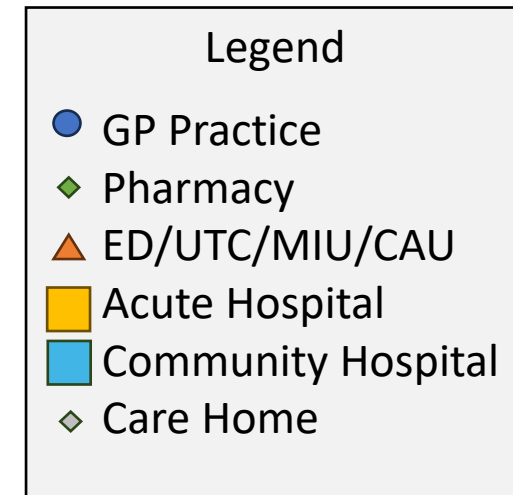 Legend
GP Practice
Pharmacy
ED/UTC/MIU/CAU
Acute Hospital
Community Hospital
Care Home